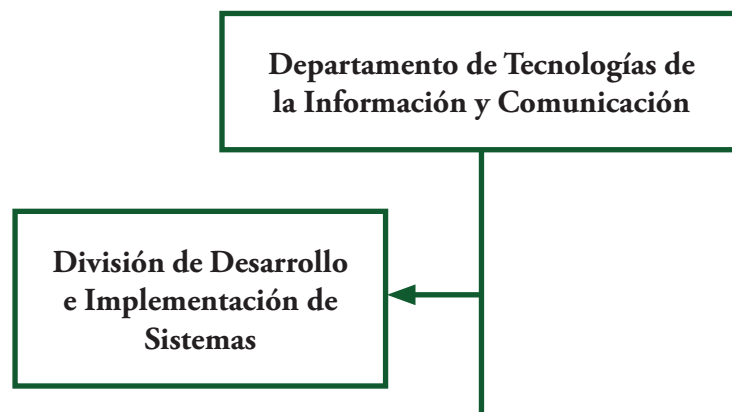 Departamento de Tecnologías de
la Información y Comunicación
División de Desarrollo
e Implementación de
Sistemas